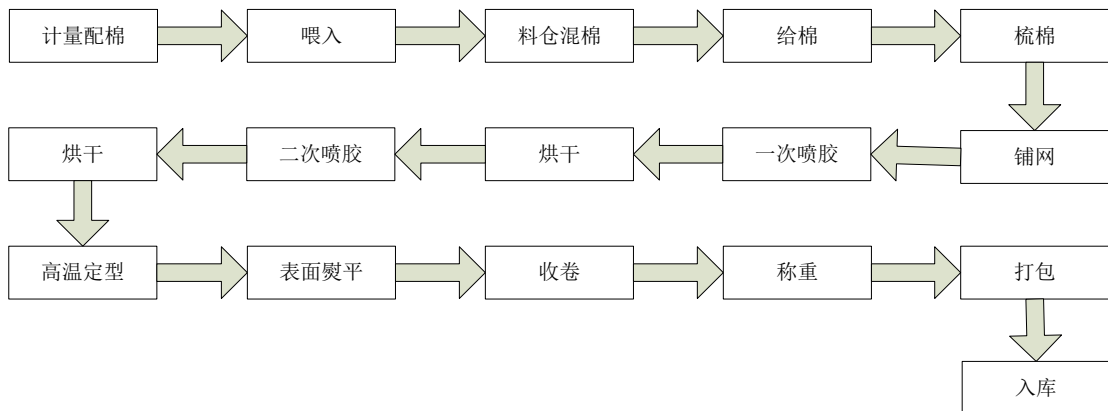 计量配棉
喂入
料仓混棉
给棉
梳棉
铺网
一次喷胶
烘干
二次喷胶
烘干
高温定型
表面熨平
收卷
称重
打包
入库